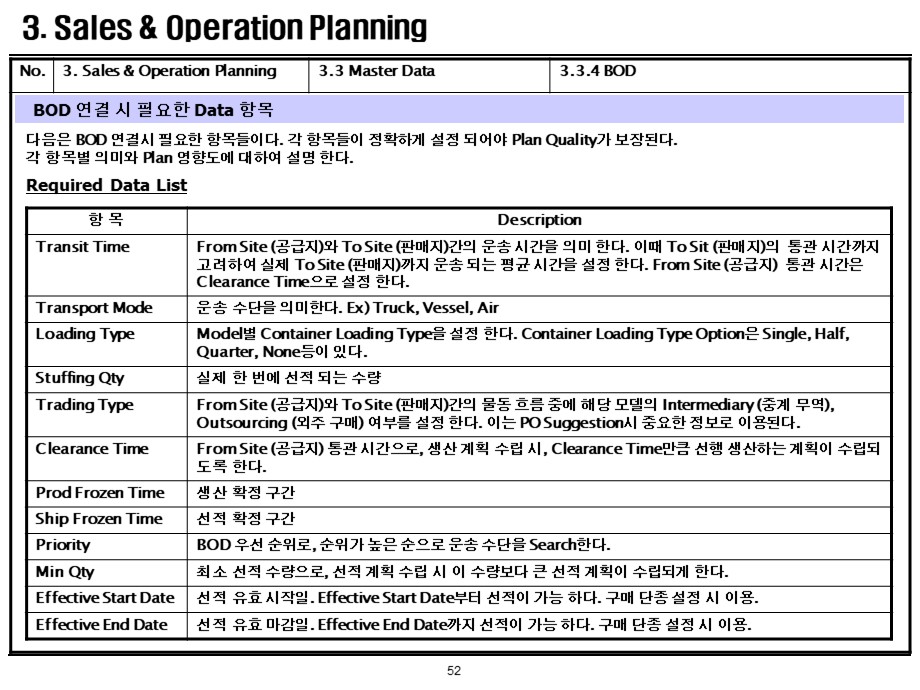 3. Sales & Operation Planning
No. 3. Sales & Operation Planning 3.3 Master Data 3.3.4 BOD
BOD 연결 시 필요한 Data 항목
다음은 BOD 연결시 필요한 항목들이다. 각 항목들이 정확하게 설정 되어야 Plan Quality가 보장된다.
각 항목별 의미와 Plan 영향도에 대하여 설명 한다.
Required Data List
항 목 Description
Transit Time From Site (공급지)와 To Site (판매지)간의 운송 시간을 의미 한다. 이때 To Sit (판매지)의 통관 시간까지
고려하여 실제 To Site (판매지)까지 운송 되는 평균 시간을 설정 한다. From Site (공급지) 통관 시간은
Clearance Time으로 설정 한다.
Transport Mode 운송 수단을 의미한다. Ex) Truck, Vessel, Air
Loading Type Model별 Container Loading Type을 설정 한다. Container Loading Type Option은 Single, Half,
Quarter, None등이 있다.
Stuffing Qty 실제 한 번에 선적 되는 수량
Trading Type From Site (공급지)와 To Site (판매지)간의 물동 흐름 중에 해당 모델의 Intermediary (중계 무역),
Outsourcing (외주 구매) 여부를 설정 한다. 이는 PO Suggestion시 중요한 정보로 이용된다.
Clearance Time From Site (공급지) 통관 시간으로, 생산 계획 수립 시, Clearance Time만큼 선행 생산하는 계획이 수립되
도록 한다.
Prod Frozen Time 생산 확정 구간
Ship Frozen Time 선적 확정 구간
Priority BOD 우선 순위로, 순위가 높은 순으로 운송 수단을 Search한다.
Min Qty 최소 선적 수량으로, 선적 계획 수립 시 이 수량보다 큰 선적 계획이 수립되게 한다.
Effective Start Date 선적 유효 시작일. Effective Start Date부터 선적이 가능 하다. 구매 단종 설정 시 이용.
Effective End Date 선적 유효 마감일. Effective End Date까지 선적이 가능 하다. 구매 단종 설정 시 이용.
52